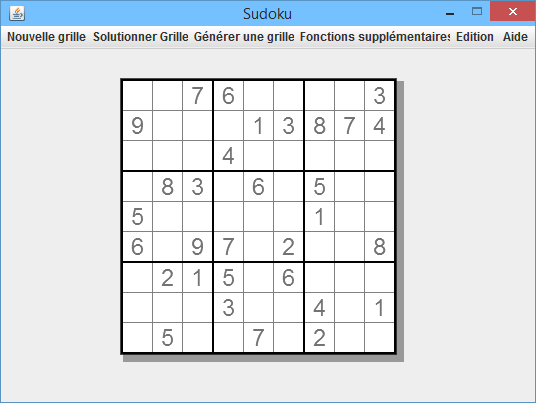 Sudoku
Nouvelle grille Solutionner Grille Générer une grille Fonctions supplémentaires Edition Aide
7 6 3
9 1 3 8 7 4
4
8 3 6 5
5 1
6 9 7 2 8
2 1 5 6
3 4 1
5 7 2